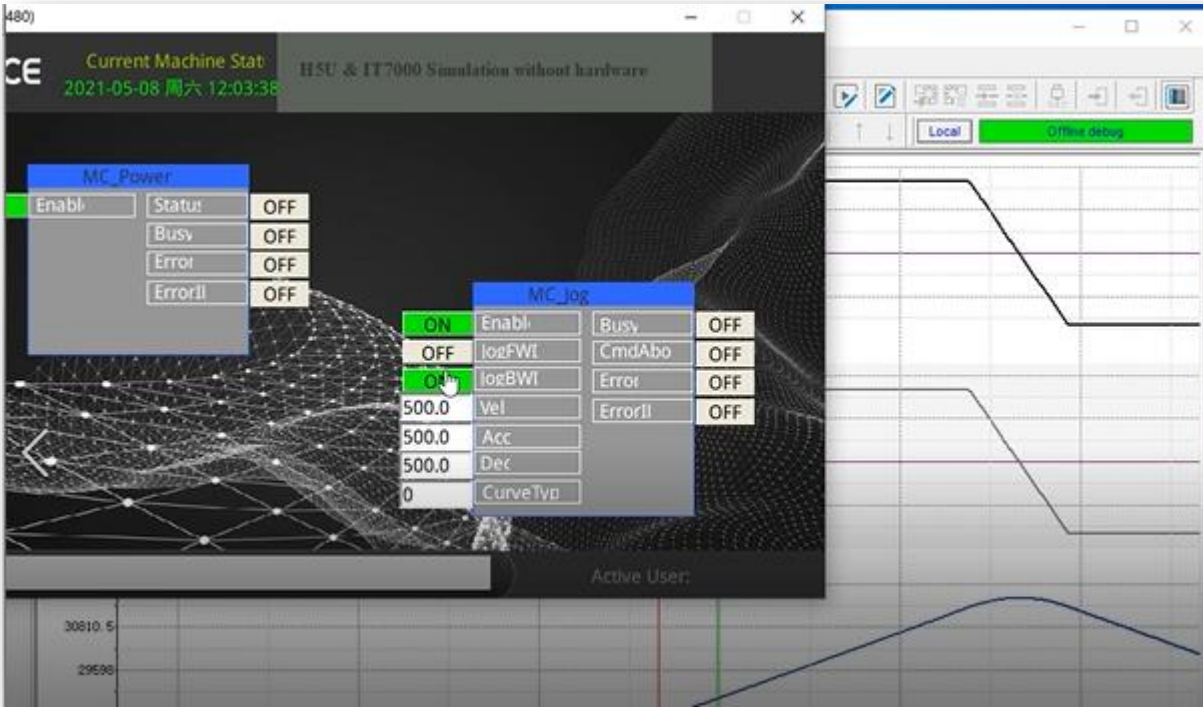 480)
CE
Current Machine Stat
2021-05-08 周六 12:03:38
H5U & IT7000 Simulation without hardware
Local
Offline debug
MC_Power
Enabl
Status
OFF
Busy
OFF
Error
OFF
ErrorII
OFF
MC_Jog
ON
Enabl
Busy
OFF
OFF
JogFWI
CmdAbo
OFF
ON
JogBWI
Error
OFF
500.0
Vel
ErrorII
OFF
500.0
Acc
500.0
Dec
0
CurveTyp
Active User:
30810.5
29598